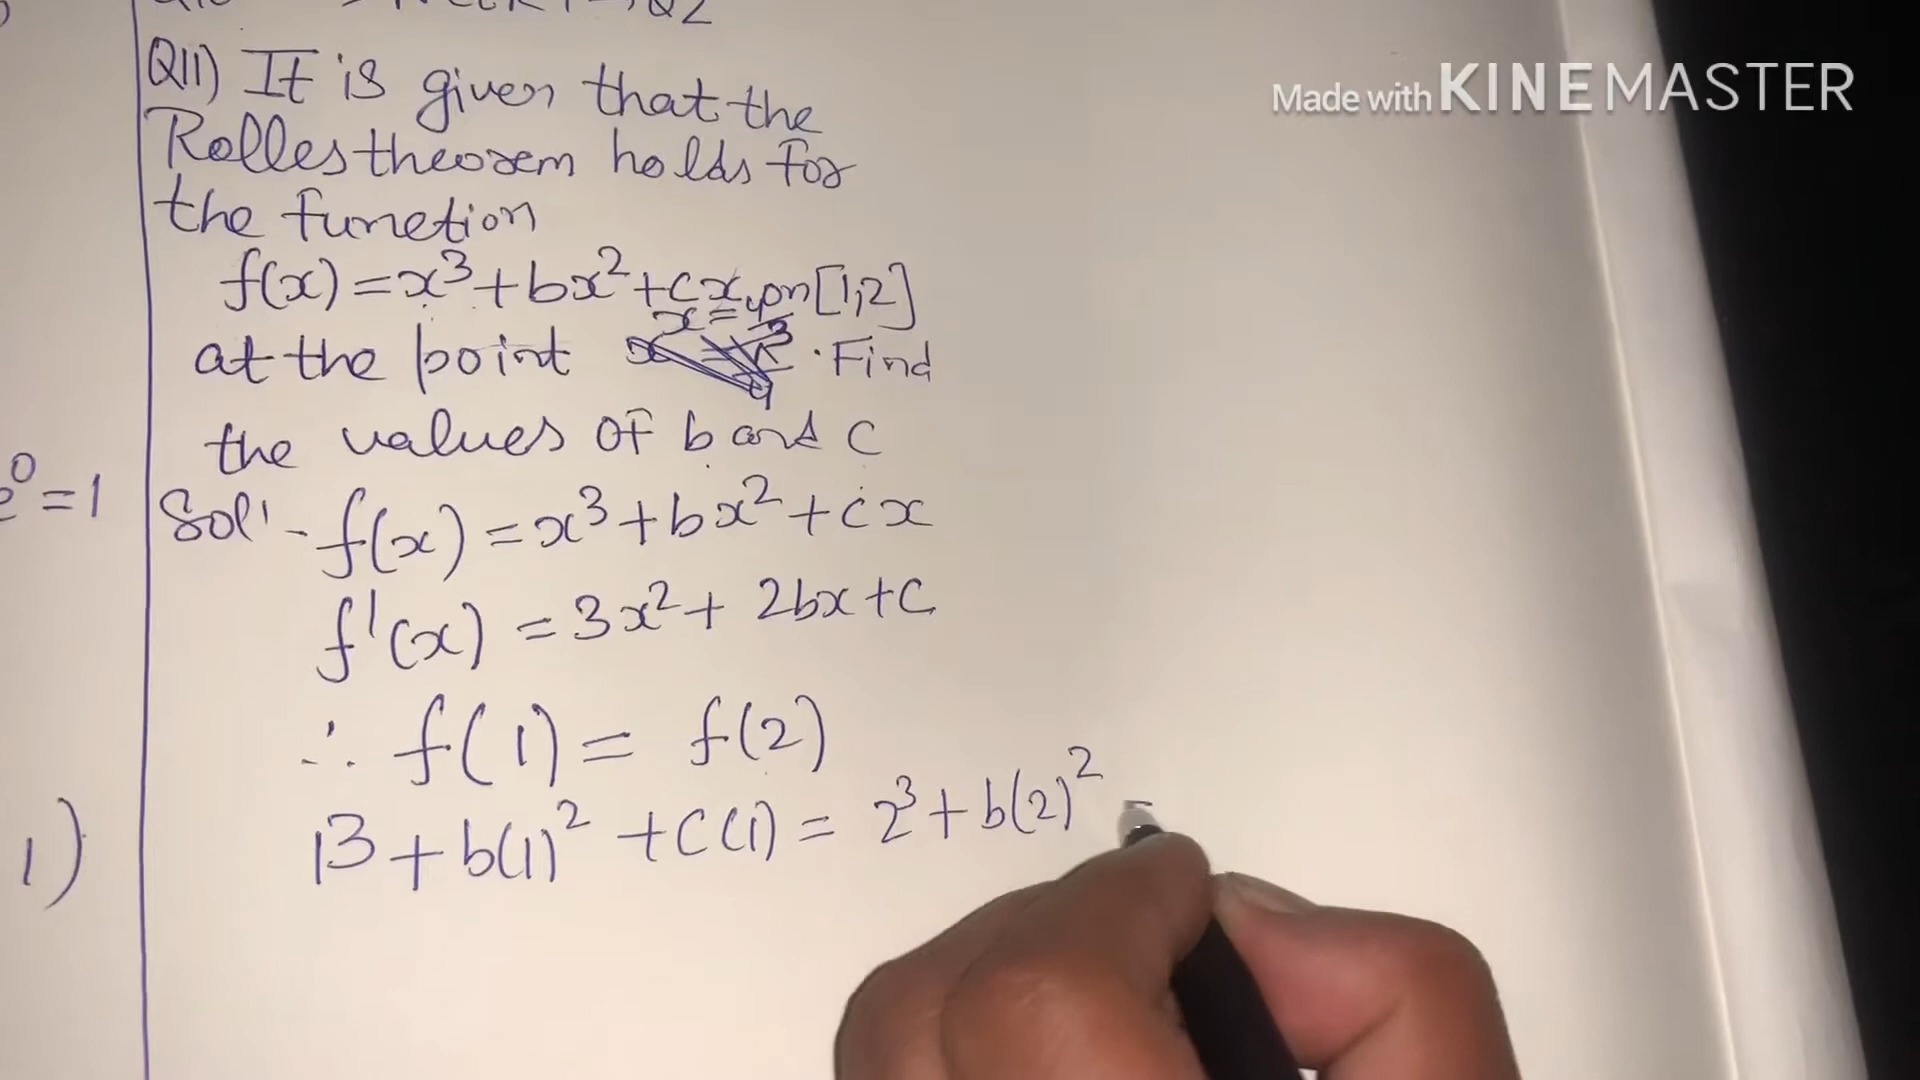 Made with KINEMASTER
Q11) It is given that the
Rolles theorem holds for
the function
f(x) = x³ + bx² + cx, on [1,2]
x =
at the point . Find
the values of b and c
e⁰ = 1
Sol' - f(x) = x³ + bx² + cx
f'(x) = 3x² + 2bx + c
∴ f(1) = f(2)
1)
1³ + b(1)² + c(1) = 2³ + b(2)²